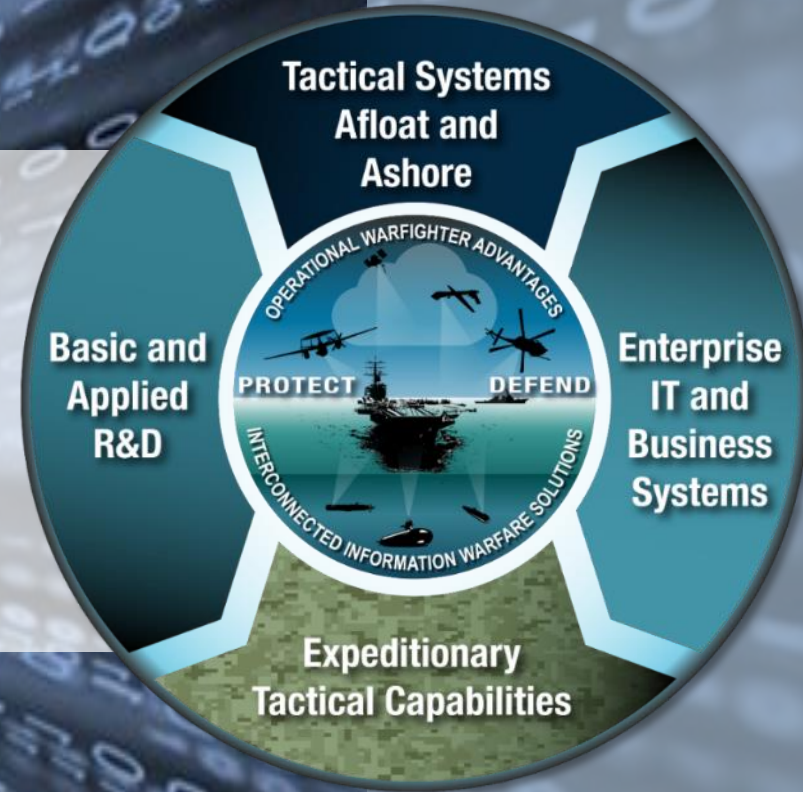 Tactical Systems
Afloat and
Ashore
OPERATIONAL WARFIGHTER ADVANTAGES
Basic and
Applied
R&D
PROTECT
DEFEND
Enterprise
IT and
Business
Systems
INTERCONNECTED INFORMATION WARFARE SOLUTIONS
Expeditionary
Tactical Capabilities